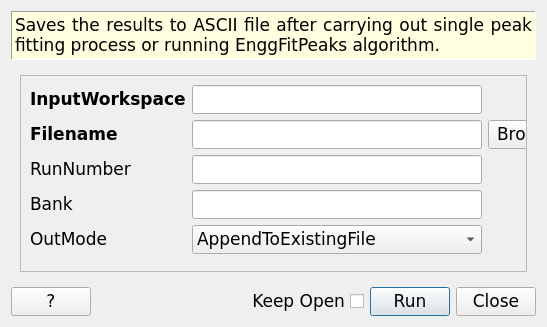 Saves the results to ASCII file after carrying out single peak
fitting process or running EnggFitPeaks algorithm.
InputWorkspace
Filename
Bro
RunNumber
Bank
OutMode AppendToExistingFile
? Keep Open Run Close